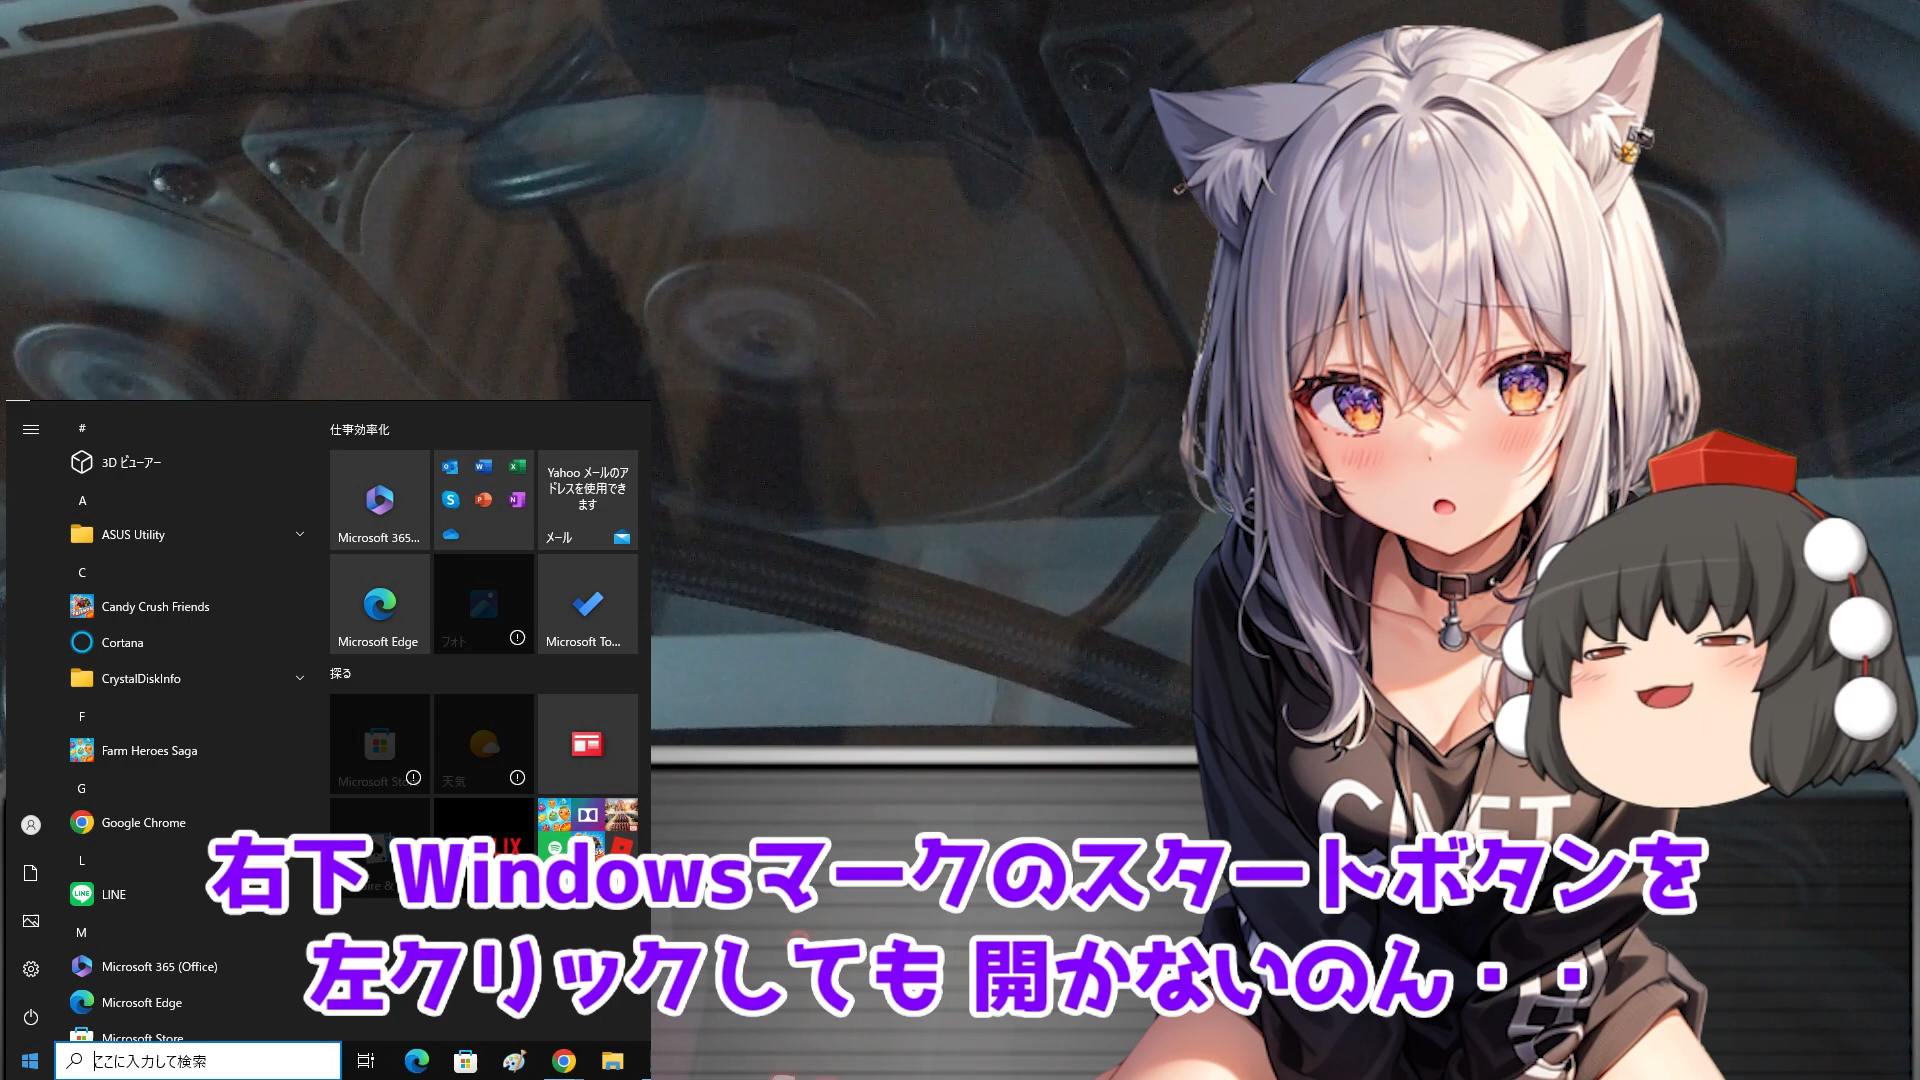 #
3D ビューアー
A
ASUS Utility
C
Candy Crush Friends
Cortana
CrystalDiskInfo
F
Farm Heroes Saga
G
Google Chrome
L
LINE
M
Microsoft 365 (Office)
Microsoft Edge
Microsoft Store
仕事効率化
Microsoft 365...
Yahoo メールのア
ドレスを使用でき
ます
メール
Microsoft Edge
フォト
Microsoft To...
探る
Microsoft Sto
天気
右下 Windowsマークのスタートボタンを
左クリックしても 開かないのん・・
ここに入力して検索